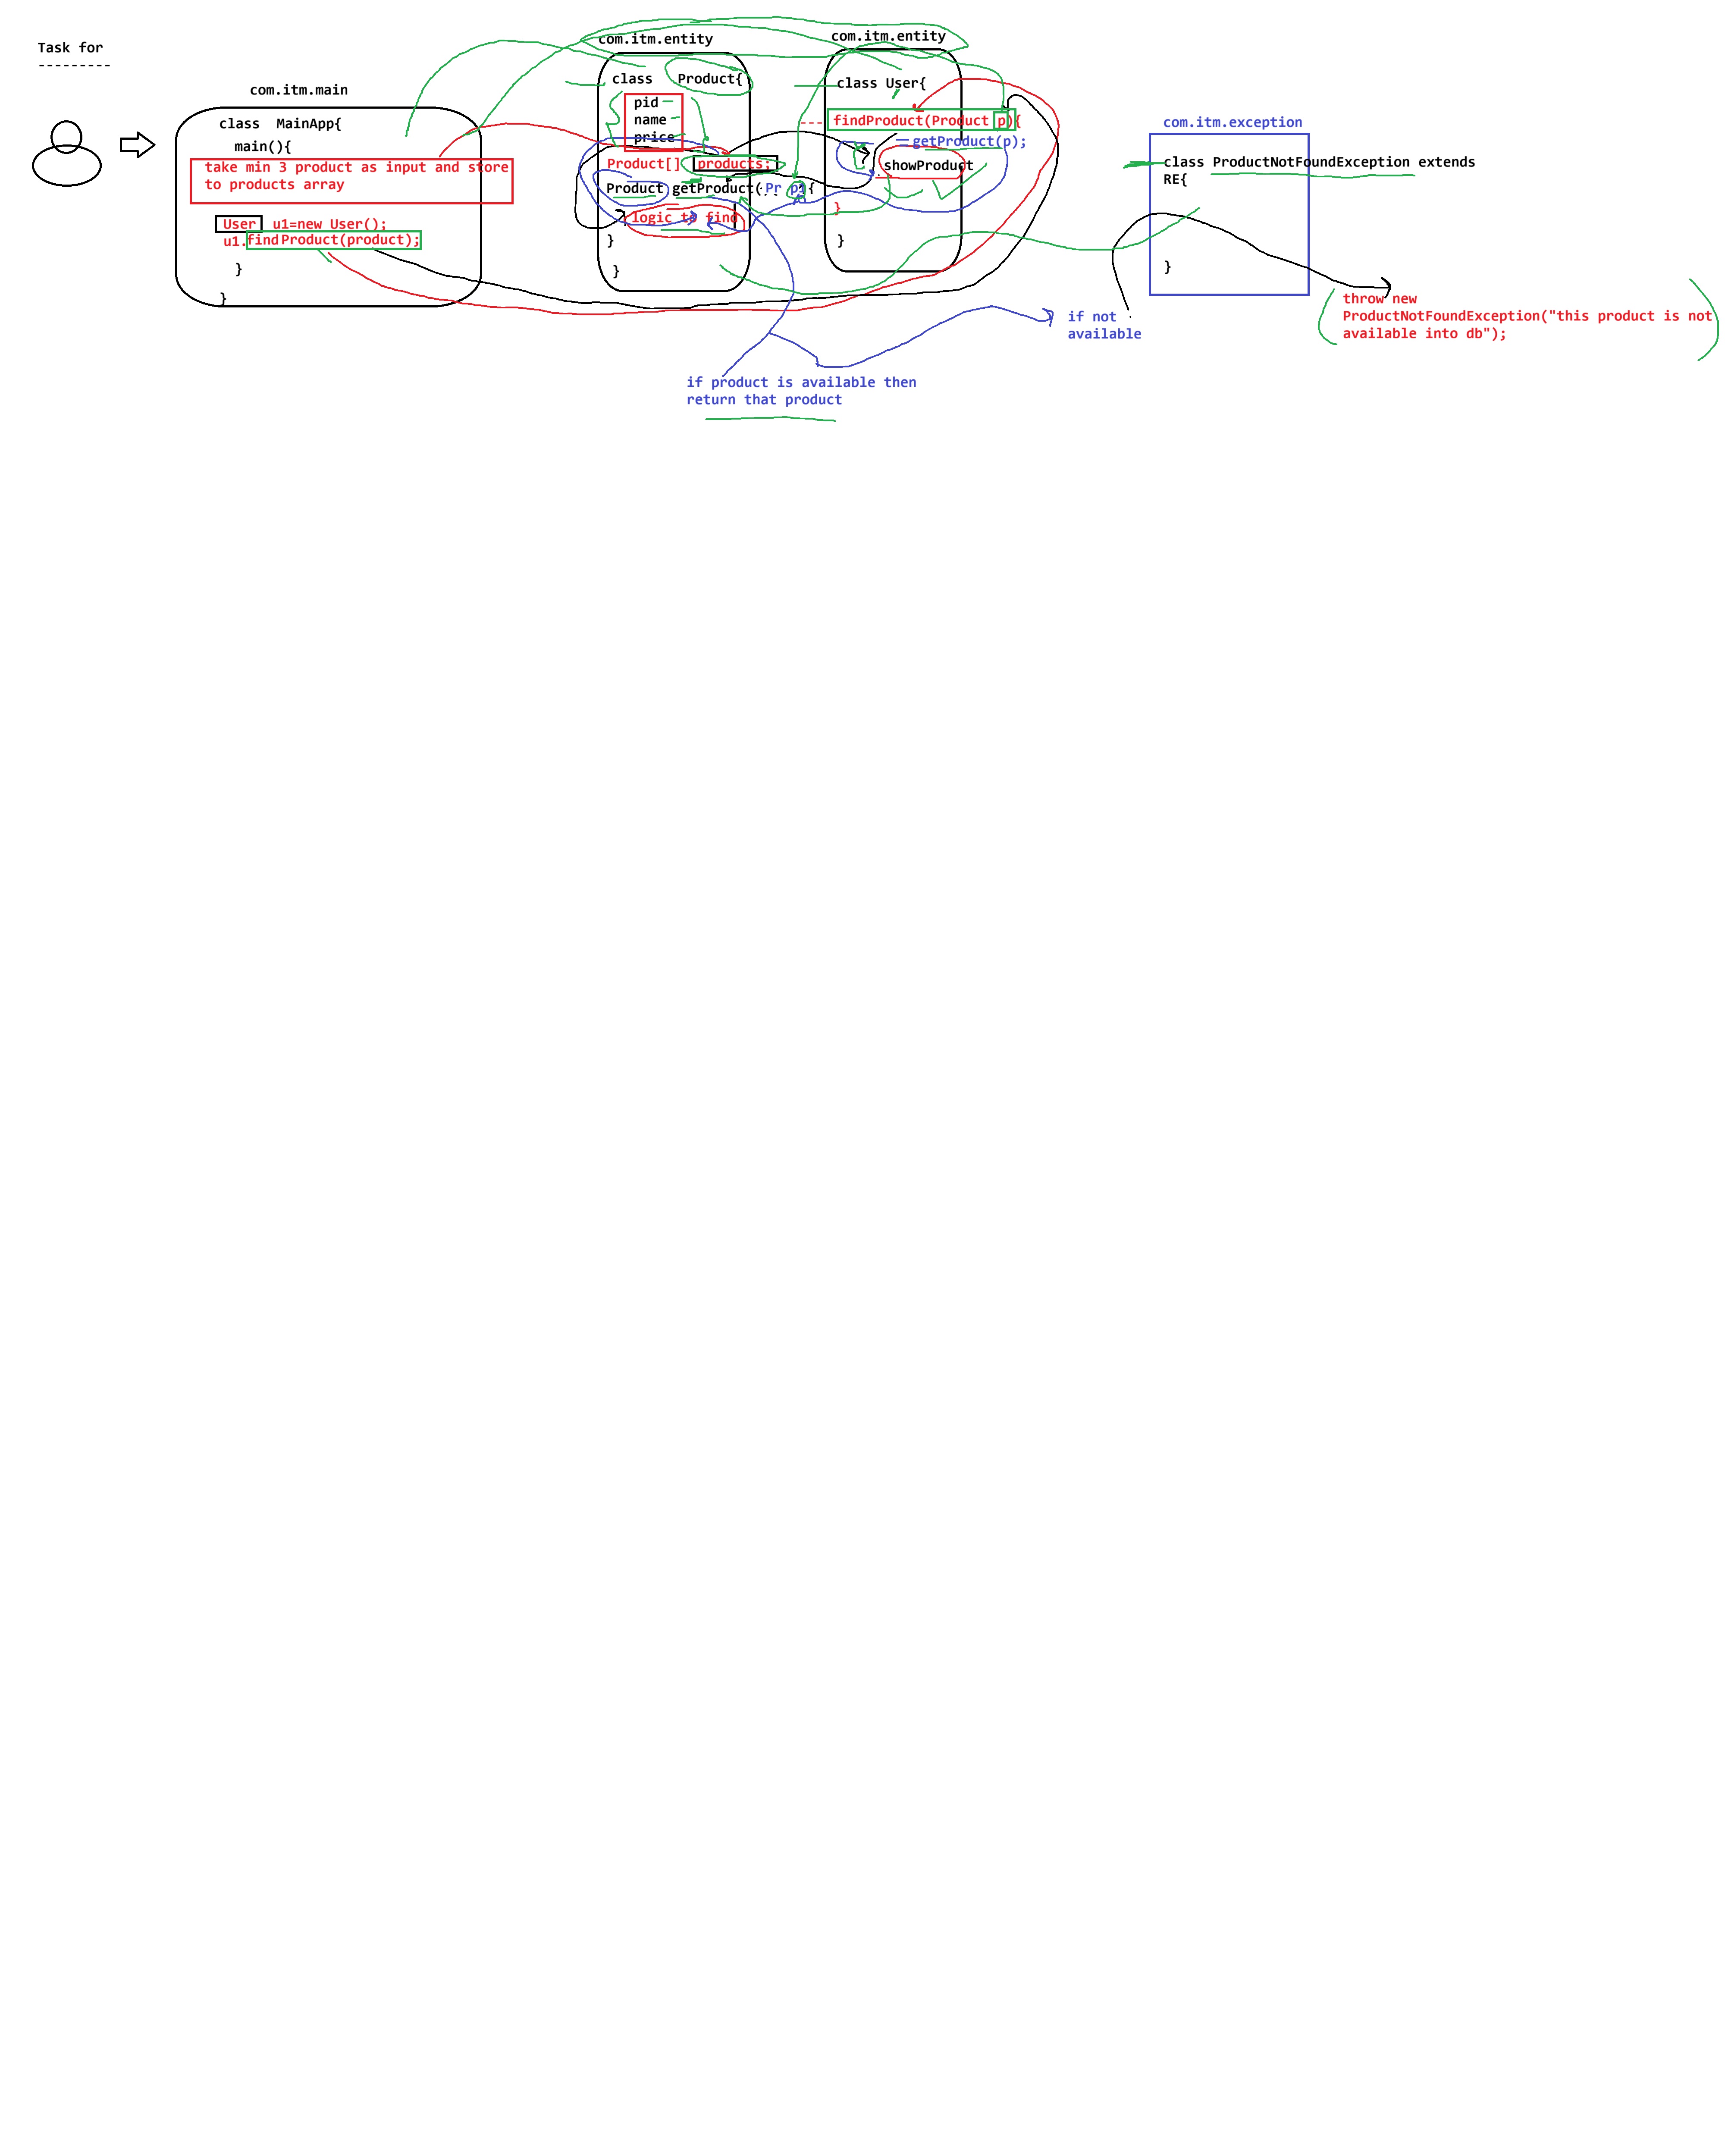 Task for
---------
com.itm.main
class  MainApp{
main(){
take min 3 product as input and store
to products array
User u1=new User();
u1.findProduct(product);
}
}
com.itm.entity
class Product{
pid
name
price
Product[] products;
Product getProduct(Pr p){
logic to find
}
}
com.itm.entity
class User{
findProduct(Product p){
getProduct(p);
showProduct
}
}
com.itm.exception
class ProductNotFoundException extends
RE{
}
if not
available
throw new
ProductNotFoundException("this product is not
available into db");
if product is available then
return that product